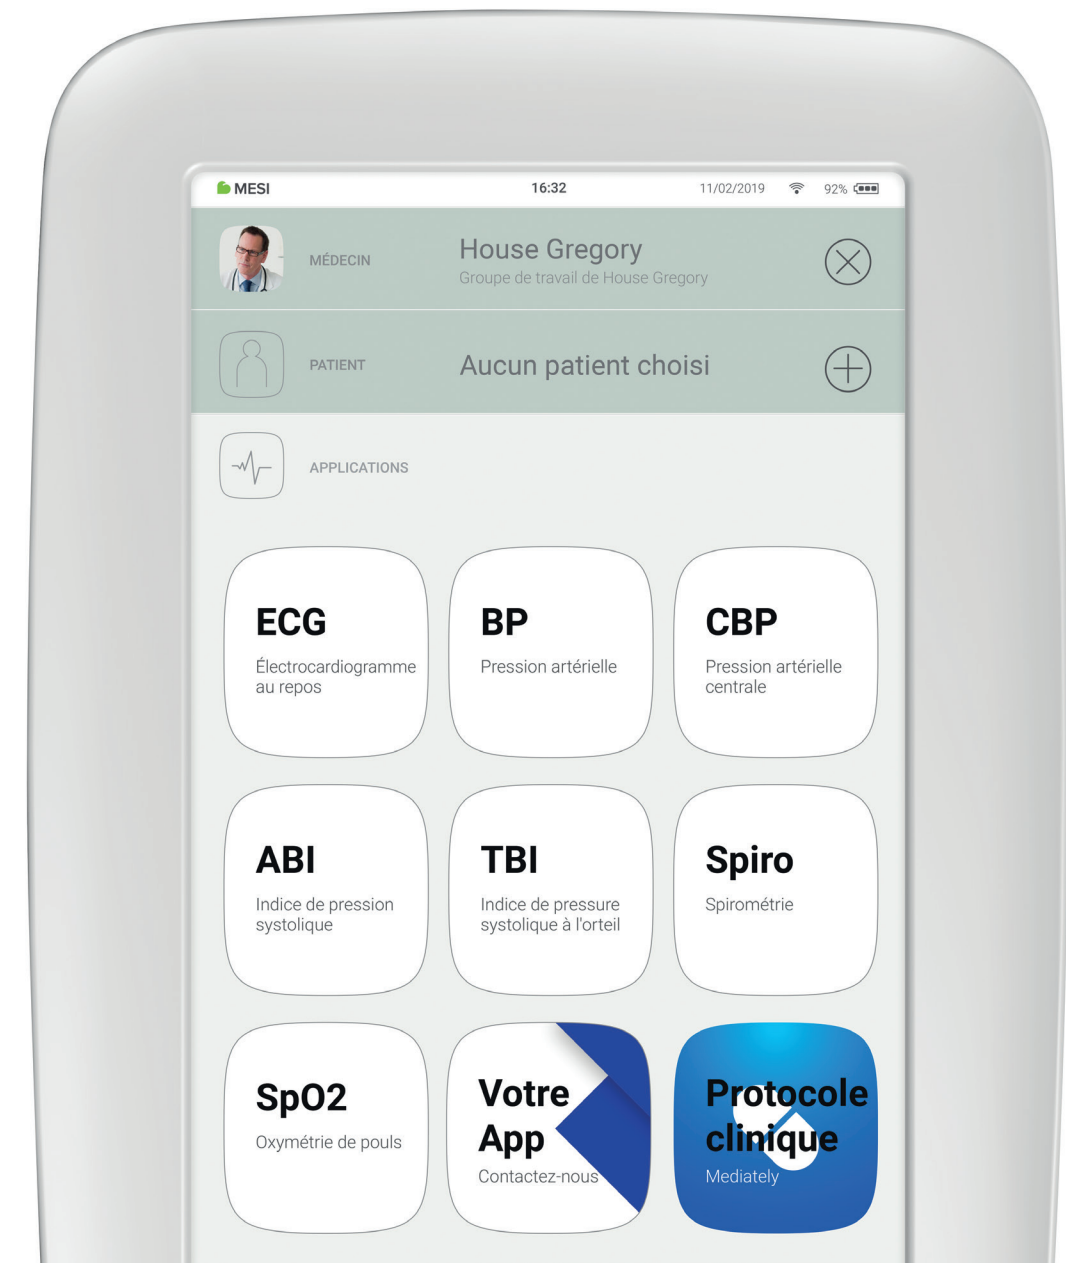 MESI 16:32 11/02/2019 92%
MÉDECIN House Gregory
Groupe de travail de House Gregory
PATIENT Aucun patient choisi
APPLICATIONS
ECG
Électrocardiogramme
au repos
BP
Pression artérielle
CBP
Pression artérielle
centrale
ABI
Indice de pression
systolique
TBI
Indice de pressure
systolique à l'orteil
Spiro
Spirométrie
SpO2
Oxymétrie de pouls
Votre
App
Contactez-nous
Protocole
clinique
Mediately